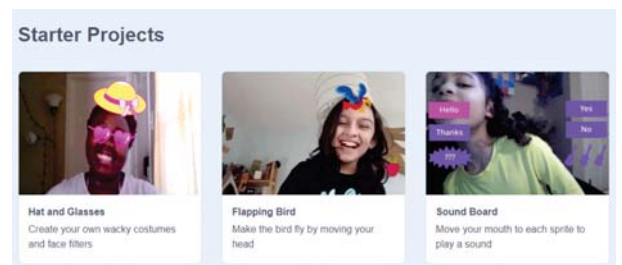 Starter Projects
Hello
Yes
Thanks
No
???
Hat and Glasses
Create your own wacky costumes
and face filters
Flapping Bird
Make the bird fly by moving your
head
Sound Board
Move your mouth to each sprite to
play a sound